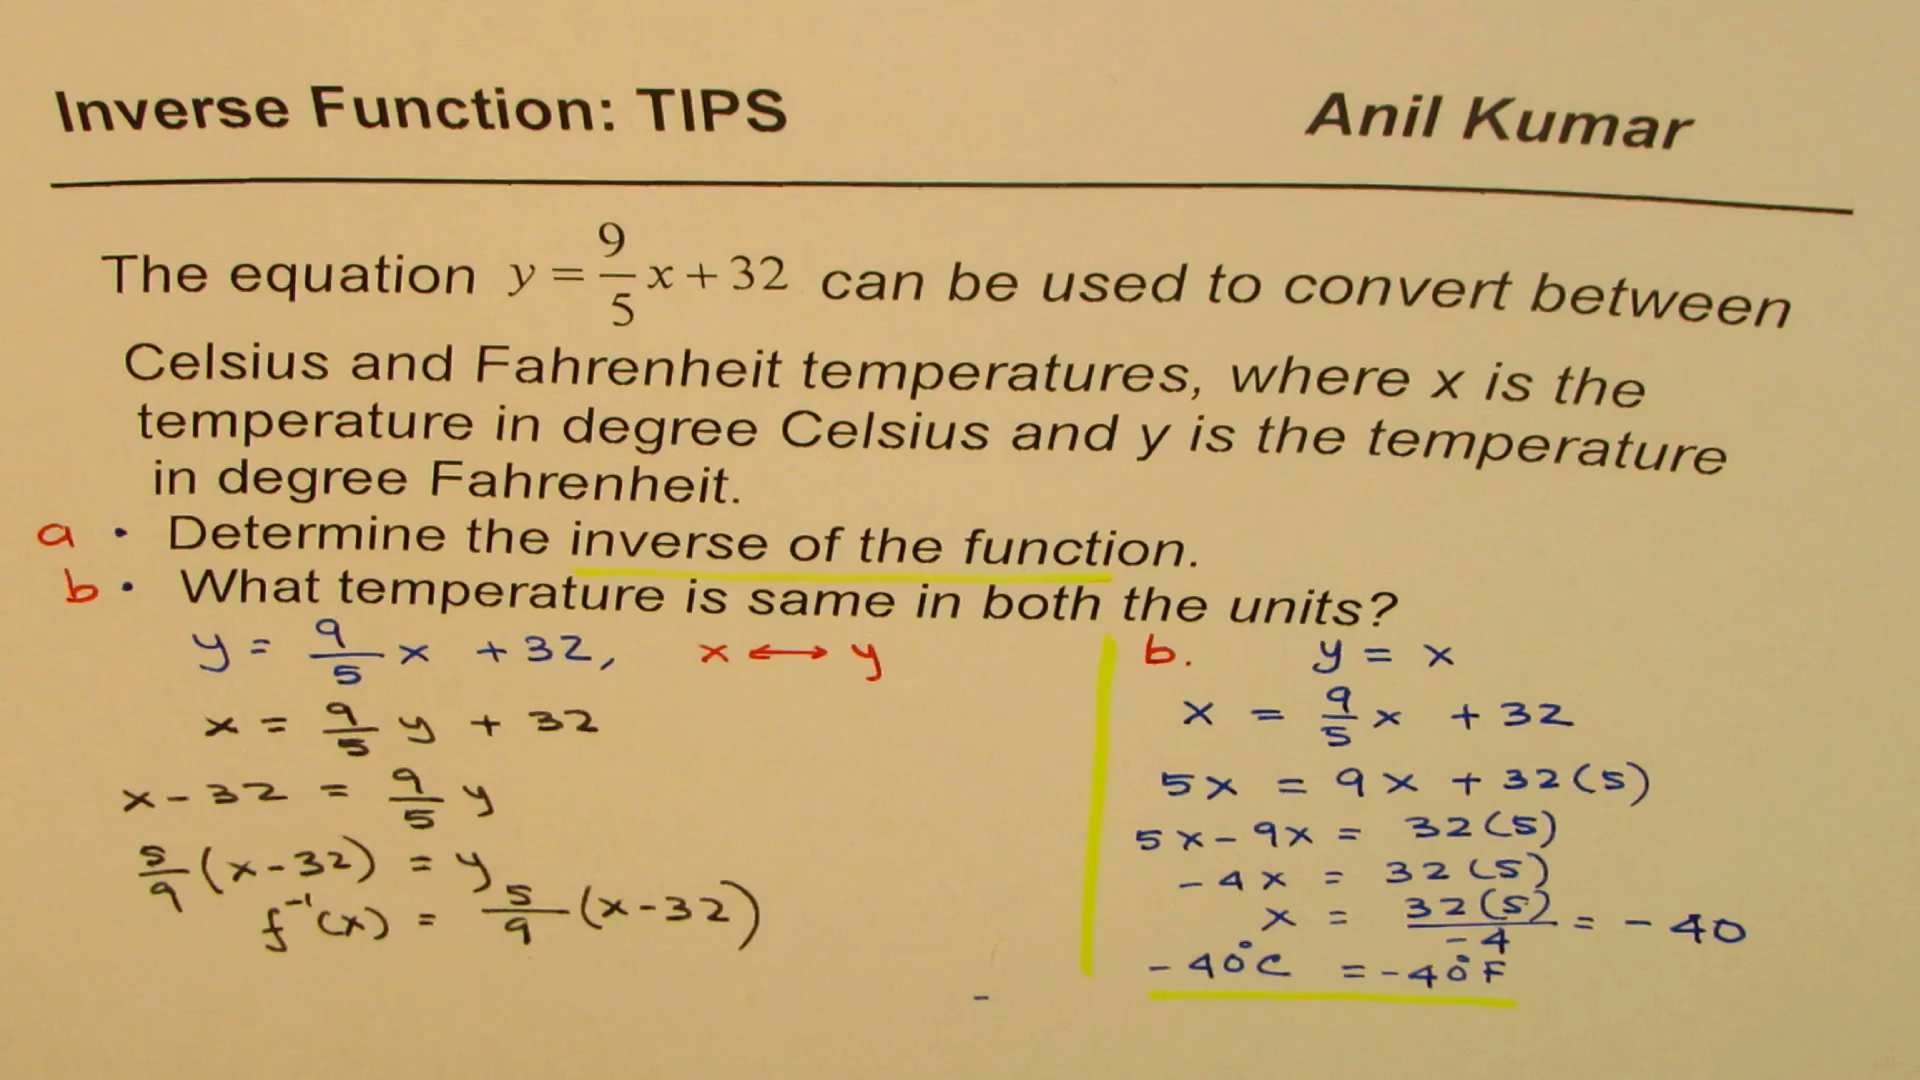 Inverse Function: TIPS Anil Kumar
The equation y = 9/5 x + 32 can be used to convert between
Celsius and Fahrenheit temperatures, where x is the
temperature in degree Celsius and y is the temperature
in degree Fahrenheit.
a • Determine the inverse of the function.
b • What temperature is same in both the units?
y = 9/5 x + 32, x ↔ y
x = 9/5 y + 32
x - 32 = 9/5 y
5/9 (x - 32) = y
f⁻¹(x) = 5/9 (x - 32)
b. y = x
x = 9/5 x + 32
5x = 9x + 32(5)
5x - 9x = 32(5)
-4x = 32(5)
x = 32(5)/-4 = -40
-40°C = -40°F